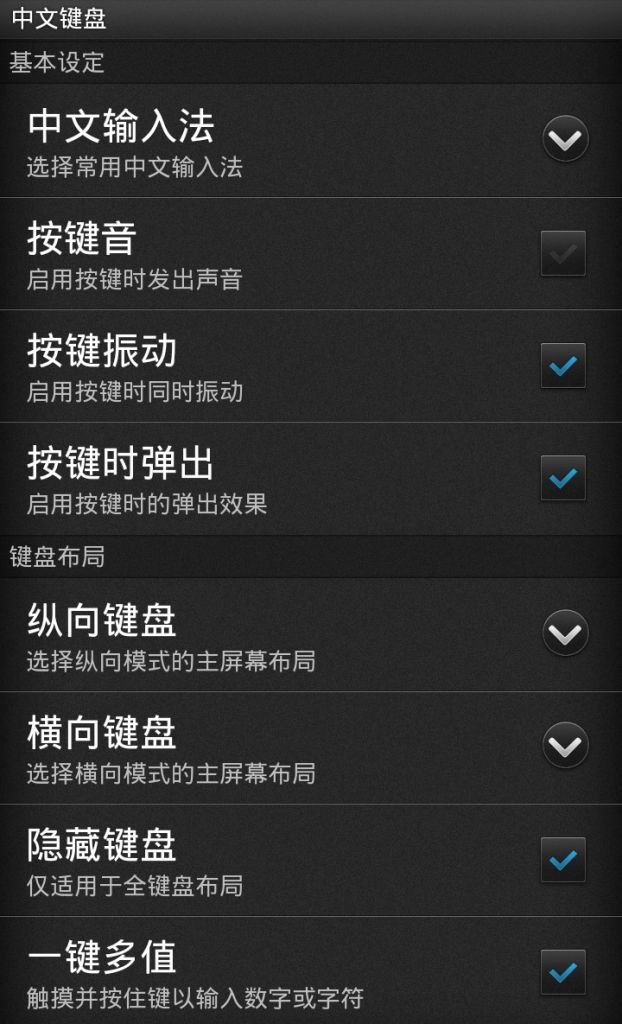 中文键盘
基本设定
中文输入法
选择常用中文输入法
按键音
启用按键时发出声音
按键振动
启用按键时同时振动
按键时弹出
启用按键时的弹出效果
键盘布局
纵向键盘
选择纵向模式的主屏幕布局
横向键盘
选择横向模式的主屏幕布局
隐藏键盘
仅适用于全键盘布局
一键多值
触摸并按住键以输入数字或字符